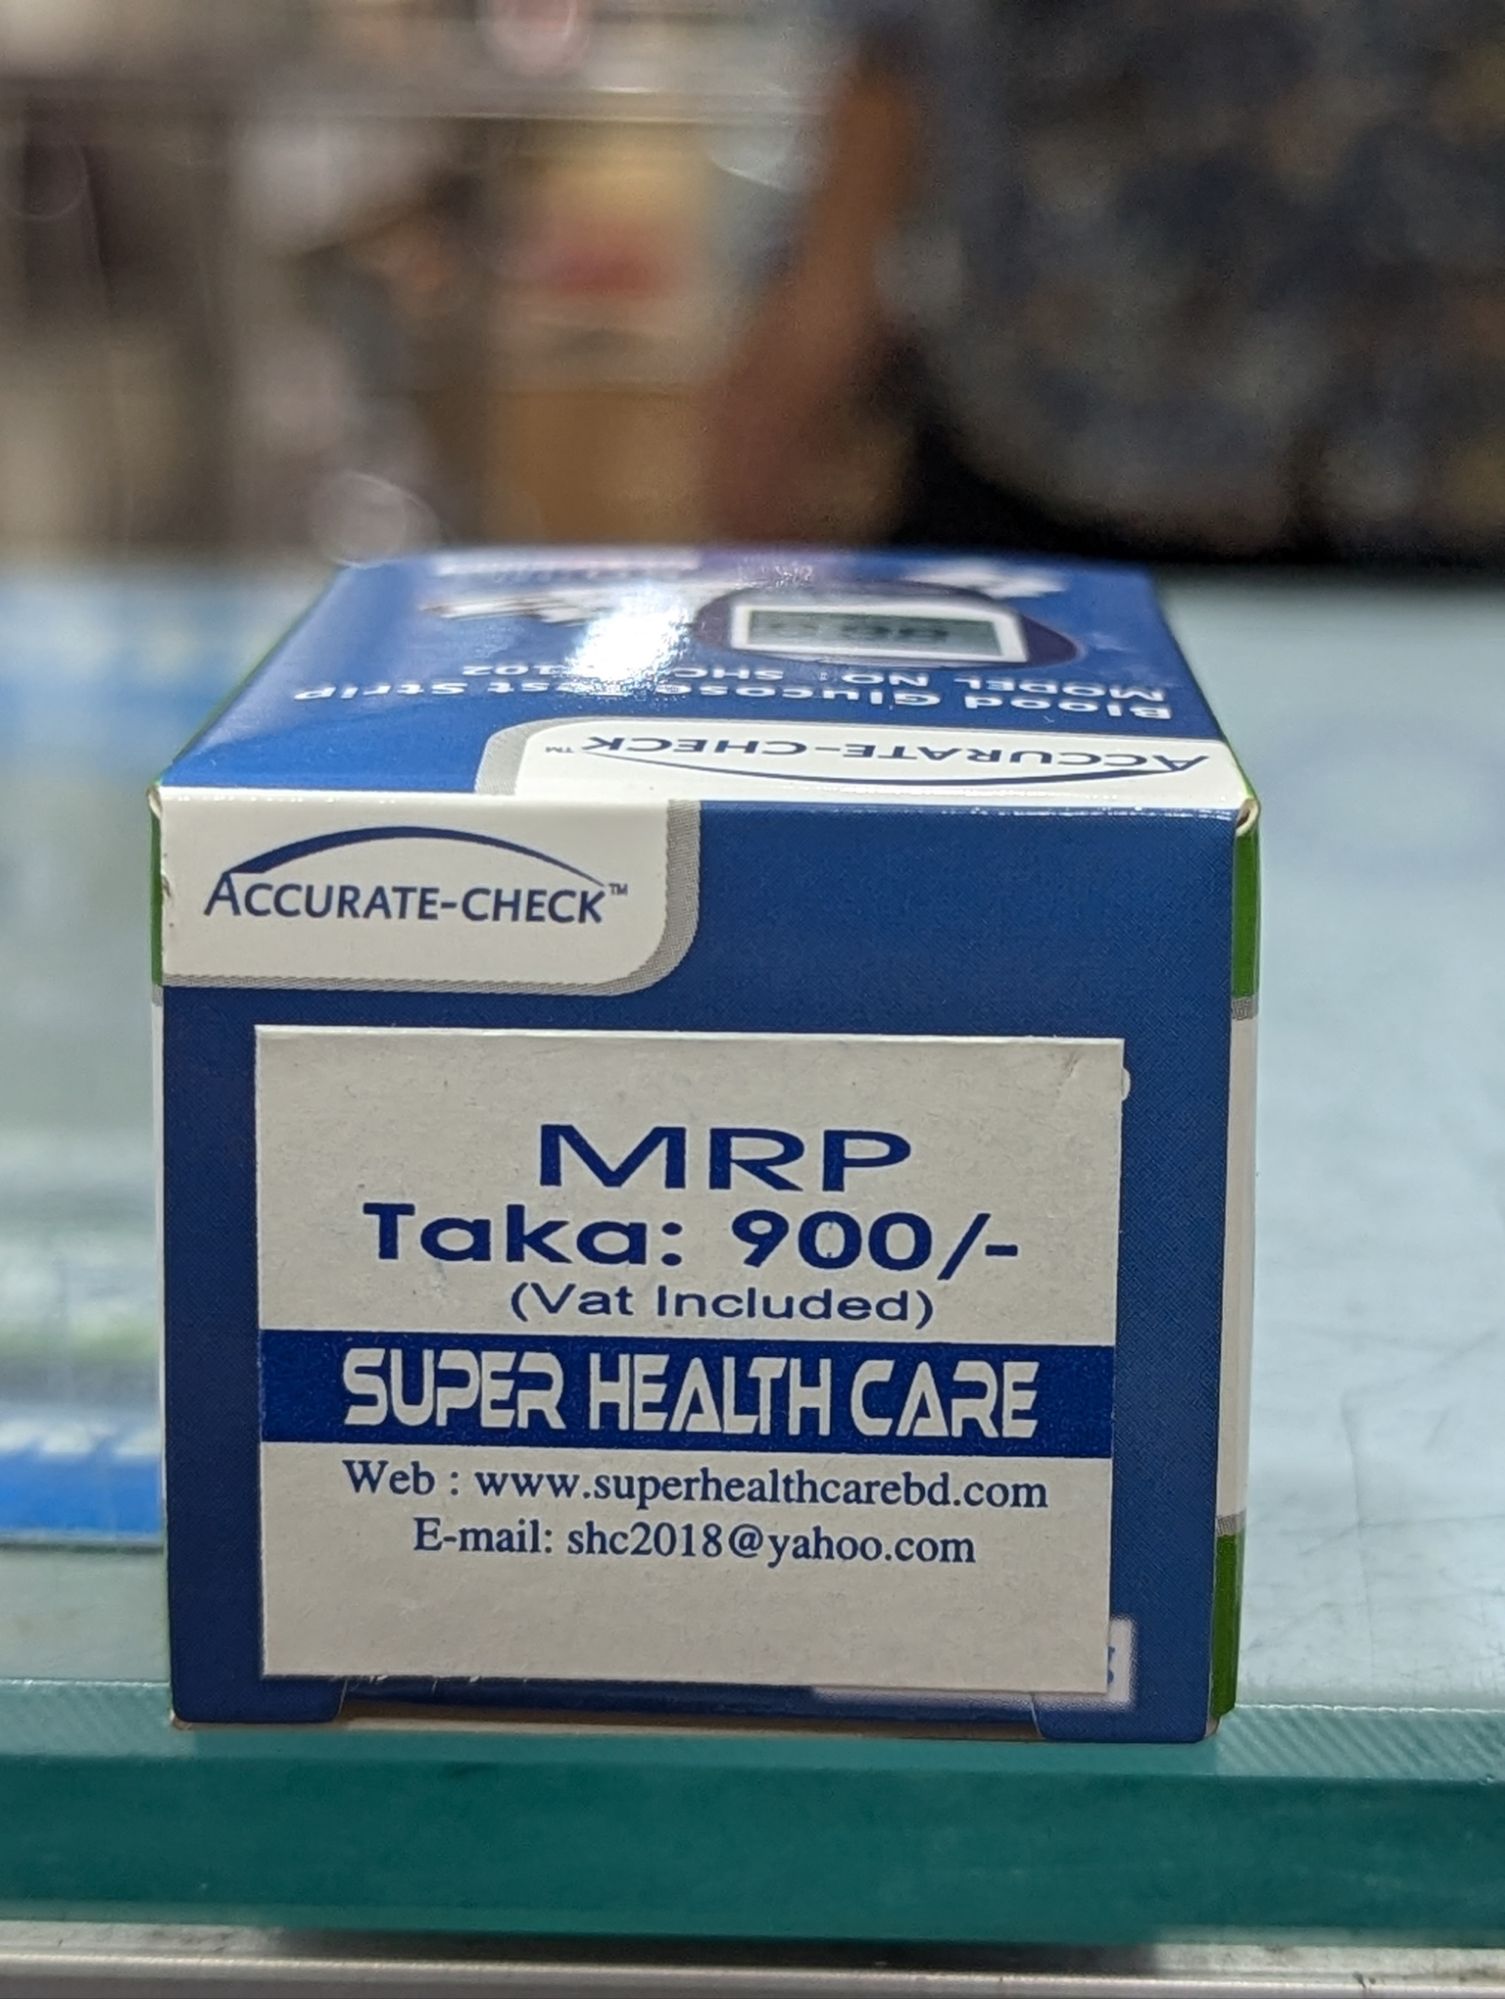 ACCURATE-CHECK™
Blood Glucose Test Strip
MODEL NO
ACCURATE-CHECK™
MRP
Taka: 900/-
(Vat Included)
SUPER HEALTH CARE
Web : www.superhealthcarebd.com
E-mail: shc2018@yahoo.com